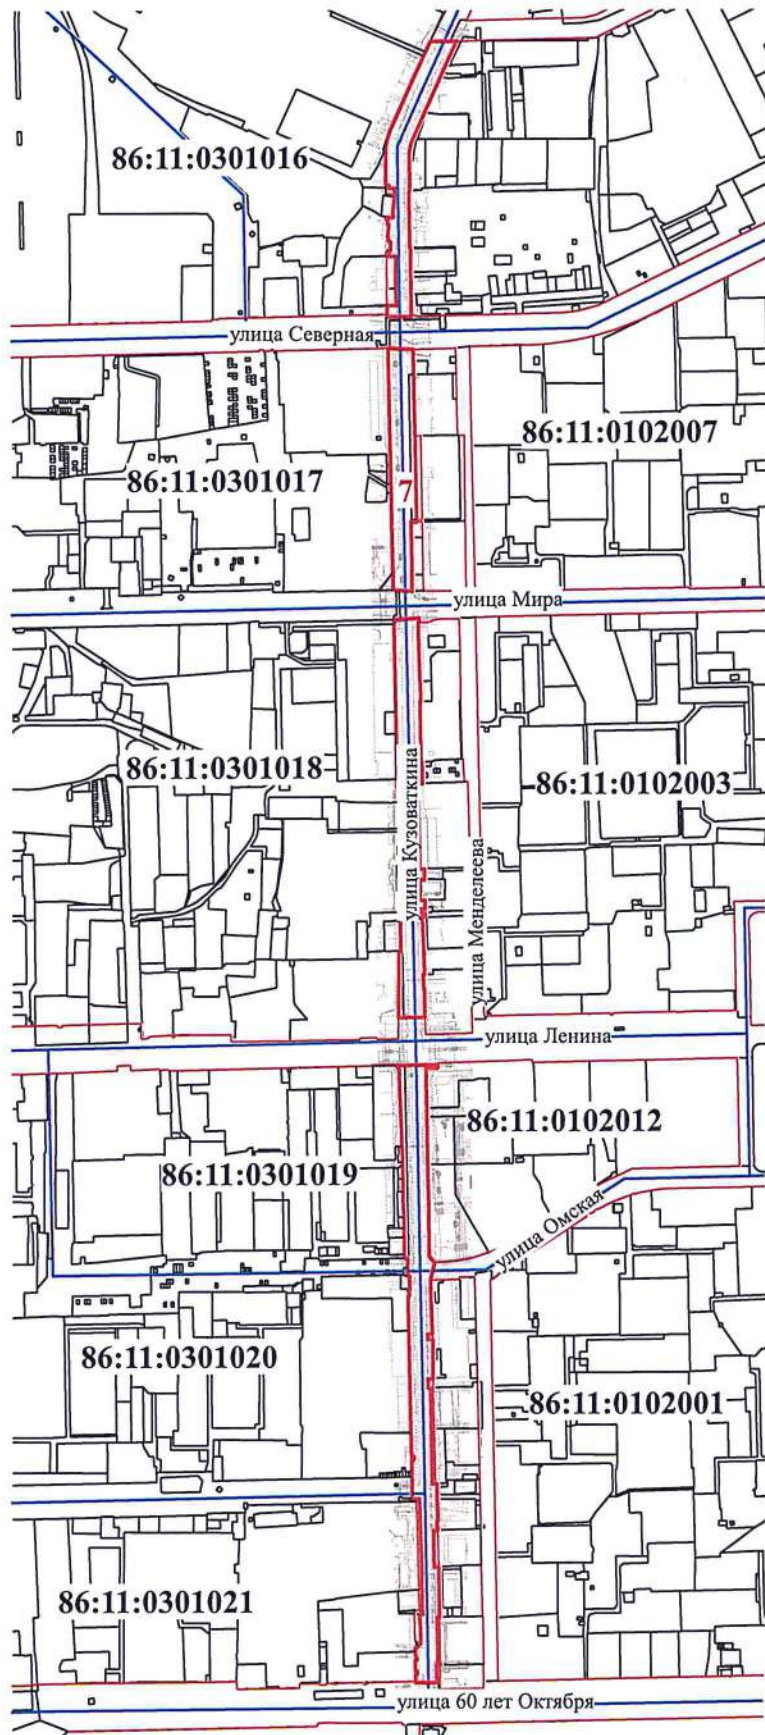 86:11:0301016
улица Северная
86:11:0102007
86:11:0301017
7
улица Мира
86:11:0301018
улица Кузоваткина
86:11:0102003
улица Менделеева
улица Ленина
86:11:0102012
86:11:0301019
улица Омская
86:11:0301020
86:11:0102001
86:11:0301021
улица 60 лет Октября